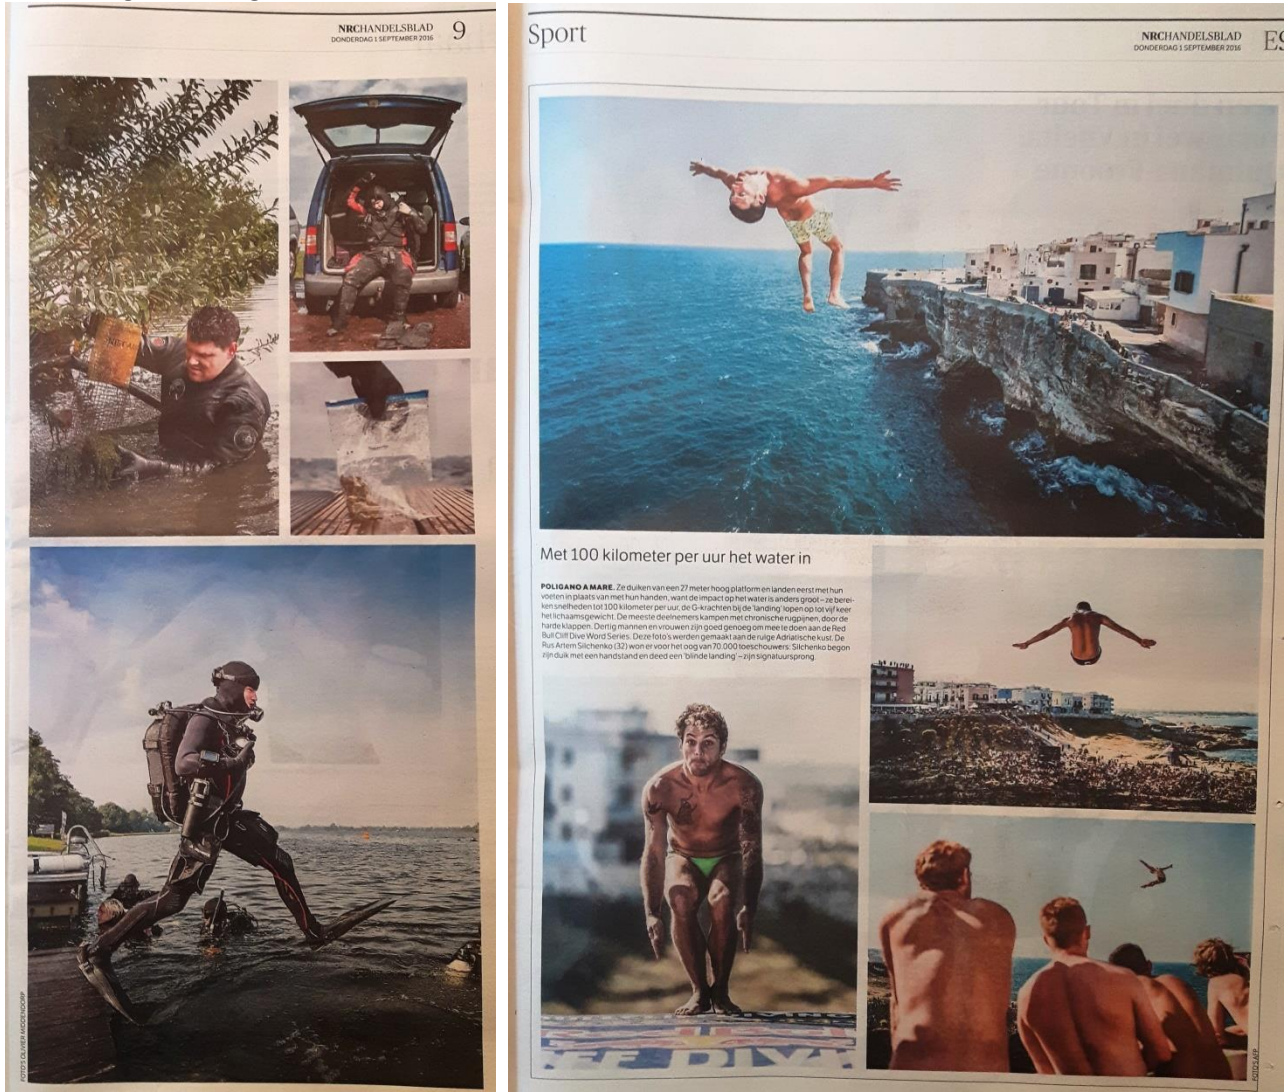 NRCHANDELSBLAD
DONDERDAG 1 SEPTEMBER 2016
9
FOTO'S OLIVIER MIDDENDORP
Sport
NRCHANDELSBLAD
DONDERDAG 1 SEPTEMBER 2016
Met 100 kilometer per uur het water in
POLIGANO A MARE. Ze duiken van een 27 meter hoog platform en landen eerst met hun
voeten in plaats van met hun handen, want de impact op het water is anders groot – ze berei-
ken snelheden tot 100 kilometer per uur, de G-krachten bij de 'landing' lopen op tot vijf keer
het lichaamsgewicht. De meeste deelnemers kampen met chronische rugpijnen, door de
harde klappen. Dertig mannen en vrouwen zijn goed genoeg om mee te doen aan de Red
Bull Cliff Dive Word Series. Deze foto's werden gemaakt aan de ruige Adriatische kust. De
Rus Artem Silchenko (32) won er voor het oog van 70.000 toeschouwers: Silchenko begon
zijn duik met een handstand en deed een 'blinde landing' – zijn signatuursprong.
FOTO'S AFP